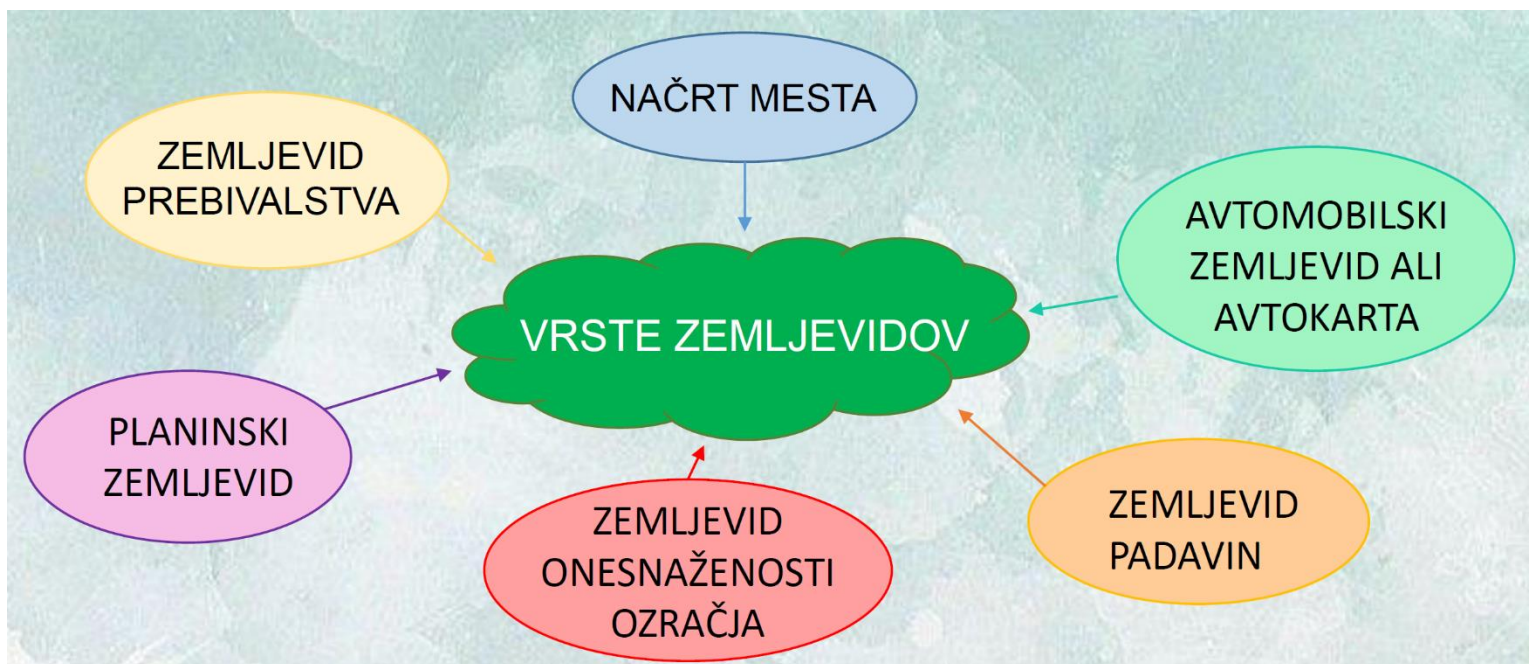 NAČRT MESTA
ZEMLJEVID
PREBIVALSTVA
AVTOMOBILSKI
ZEMLJEVID ALI
AVTOKARTA
VRSTE ZEMLJEVIDOV
PLANINSKI
ZEMLJEVID
ZEMLJEVID
ONESNAŽENOSTI
OZRAČJA
ZEMLJEVID
PADAVIN